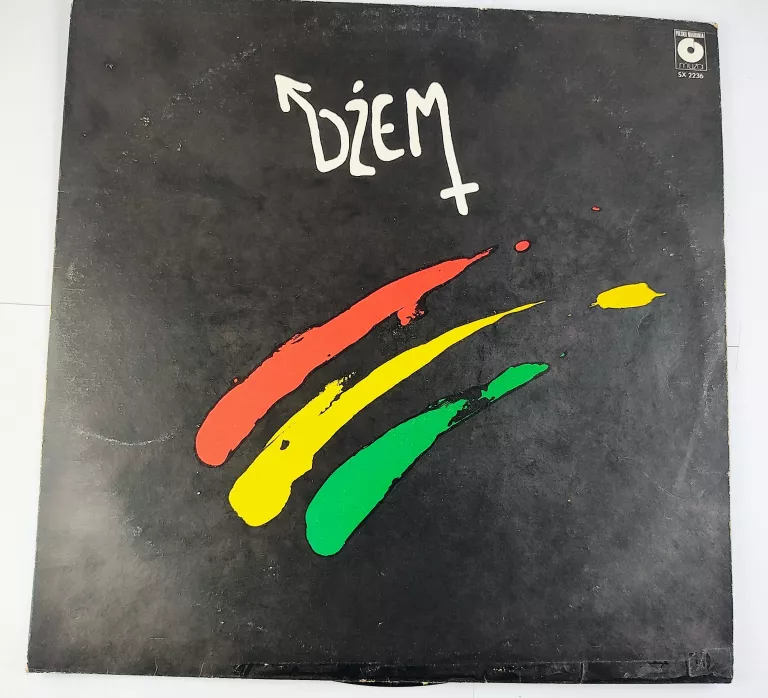 POLSKIE NAGRANIA
muza
SX 2236
DŻEM